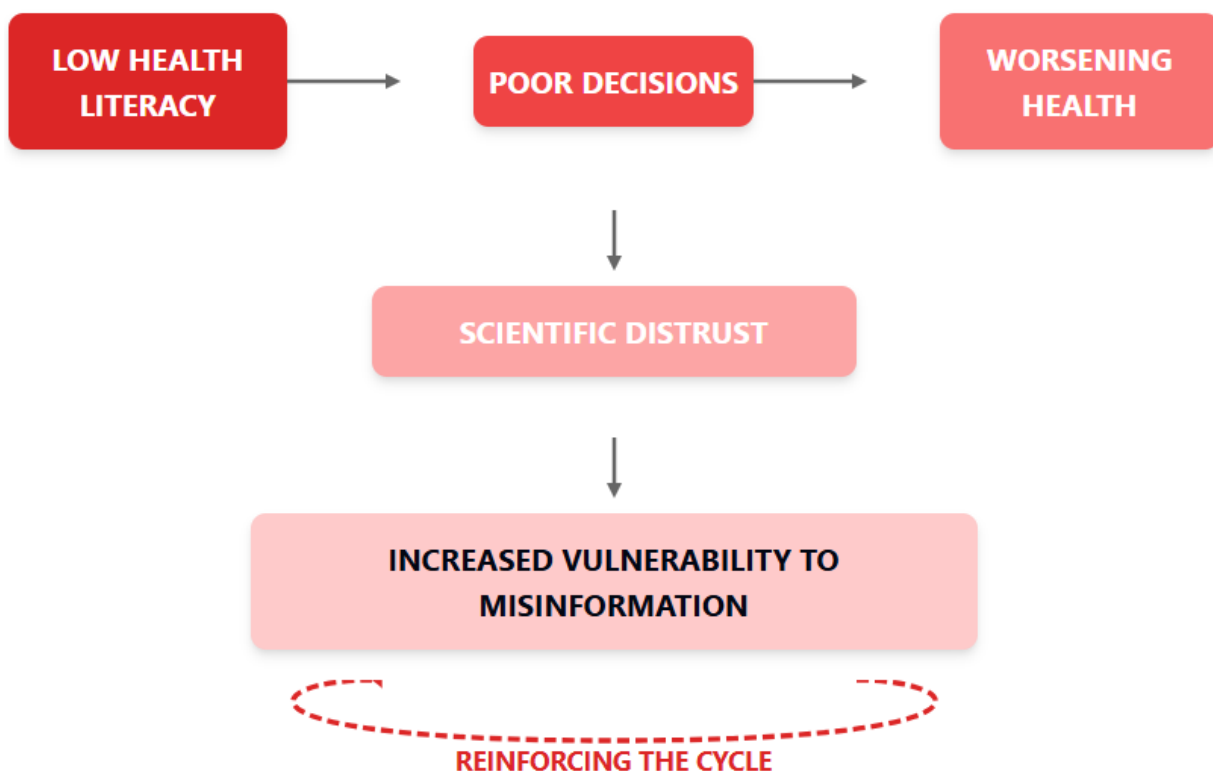 LOW HEALTH
LITERACY
POOR DECISIONS
WORSENING
HEALTH
SCIENTIFIC DISTRUST
INCREASED VULNERABILITY TO
MISINFORMATION
REINFORCING THE CYCLE